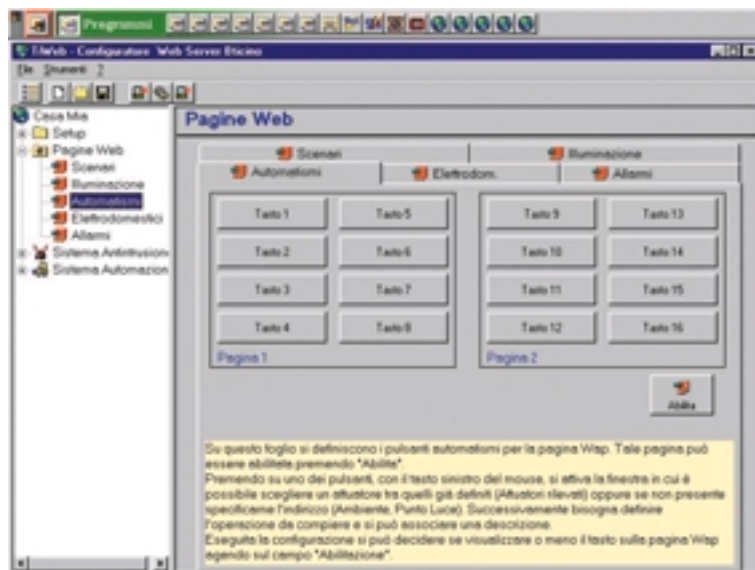 Programmi
TiWeb - Configuratore Web Server Bticino
File Strumenti ?
Casa Mia
Setup
Pagine Web
Scenari
Illuminazione
Automatismi
Elettrodomestici
Allarmi
Sistema Antintrusion
Sistema Automazion
Pagine Web
Scenari Illuminazione
Automatismi Elettrodom. Allarmi
Tasto 1 Tasto 5 Tasto 9 Tasto 13
Tasto 2 Tasto 6 Tasto 10 Tasto 14
Tasto 3 Tasto 7 Tasto 11 Tasto 15
Tasto 4 Tasto 8 Tasto 12 Tasto 16
Pagina 1 Pagina 2
Abilita
Su questo foglio si definiscono i pulsanti automatismi per la pagina Wap. Tale pagina può
essere abilitata premendo "Abilita".
Premendo su uno dei pulsanti, con il tasto sinistro del mouse, si attiva la finestra in cui è
possibile scegliere un attuatore tra quelli già definiti (Attuatori rilevati) oppure se non presente
specificarne l'indirizzo (Ambiente, Punto Luce). Successivamente bisogna definire
l'operazione da compiere e si può associare una descrizione.
Eseguita la configurazione si può decidere se visualizzare o meno il tasto sulla pagina Wap
agendo sul campo "Abilitazione".